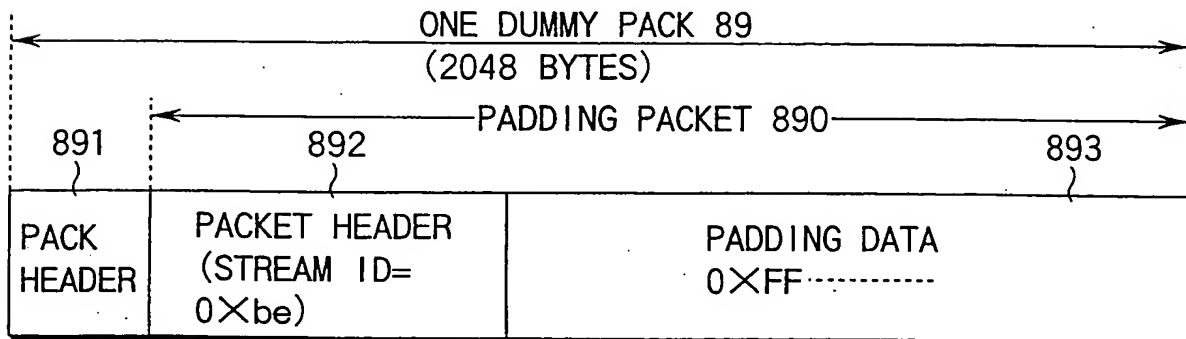 ONE DUMMY PACK 89
(2048 BYTES)
PADDING PACKET 890
891
892
893
PACK
HEADER
PACKET HEADER
(STREAM ID=
0×be)
PADDING DATA
0×FF